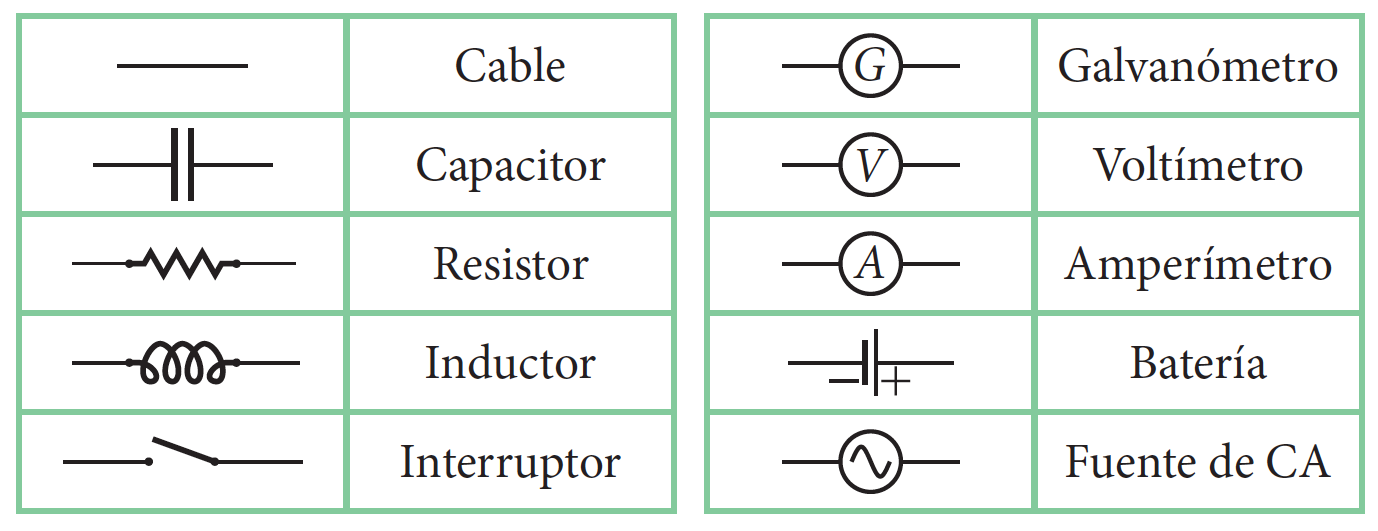 Cable
Capacitor
Resistor
Inductor
Interruptor
G Galvanómetro
V Voltímetro
A Amperímetro
− + Batería
Fuente de CA